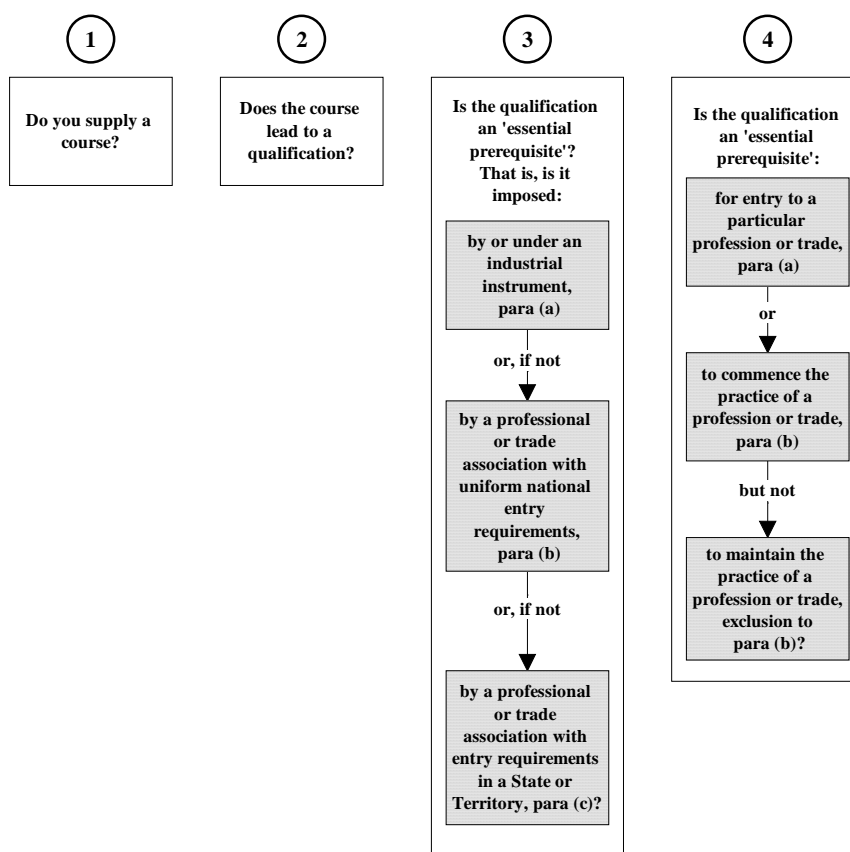 1
Do you supply a
course?
2
Does the course
lead to a
qualification?
3
Is the qualification
an 'essential
prerequisite'?
That is, is it
imposed:
by or under an
industrial
instrument,
para (a)
or, if not
by a professional
or trade
association with
uniform national
entry
requirements,
para (b)
or, if not
by a professional
or trade
association with
entry requirements
in a State or
Territory, para (c)?
4
Is the qualification
an 'essential
prerequisite':
for entry to a
particular
profession or trade,
para (a)
or
to commence the
practice of a
profession or trade,
para (b)
but not
to maintain the
practice of a
profession or trade,
exclusion to
para (b)?